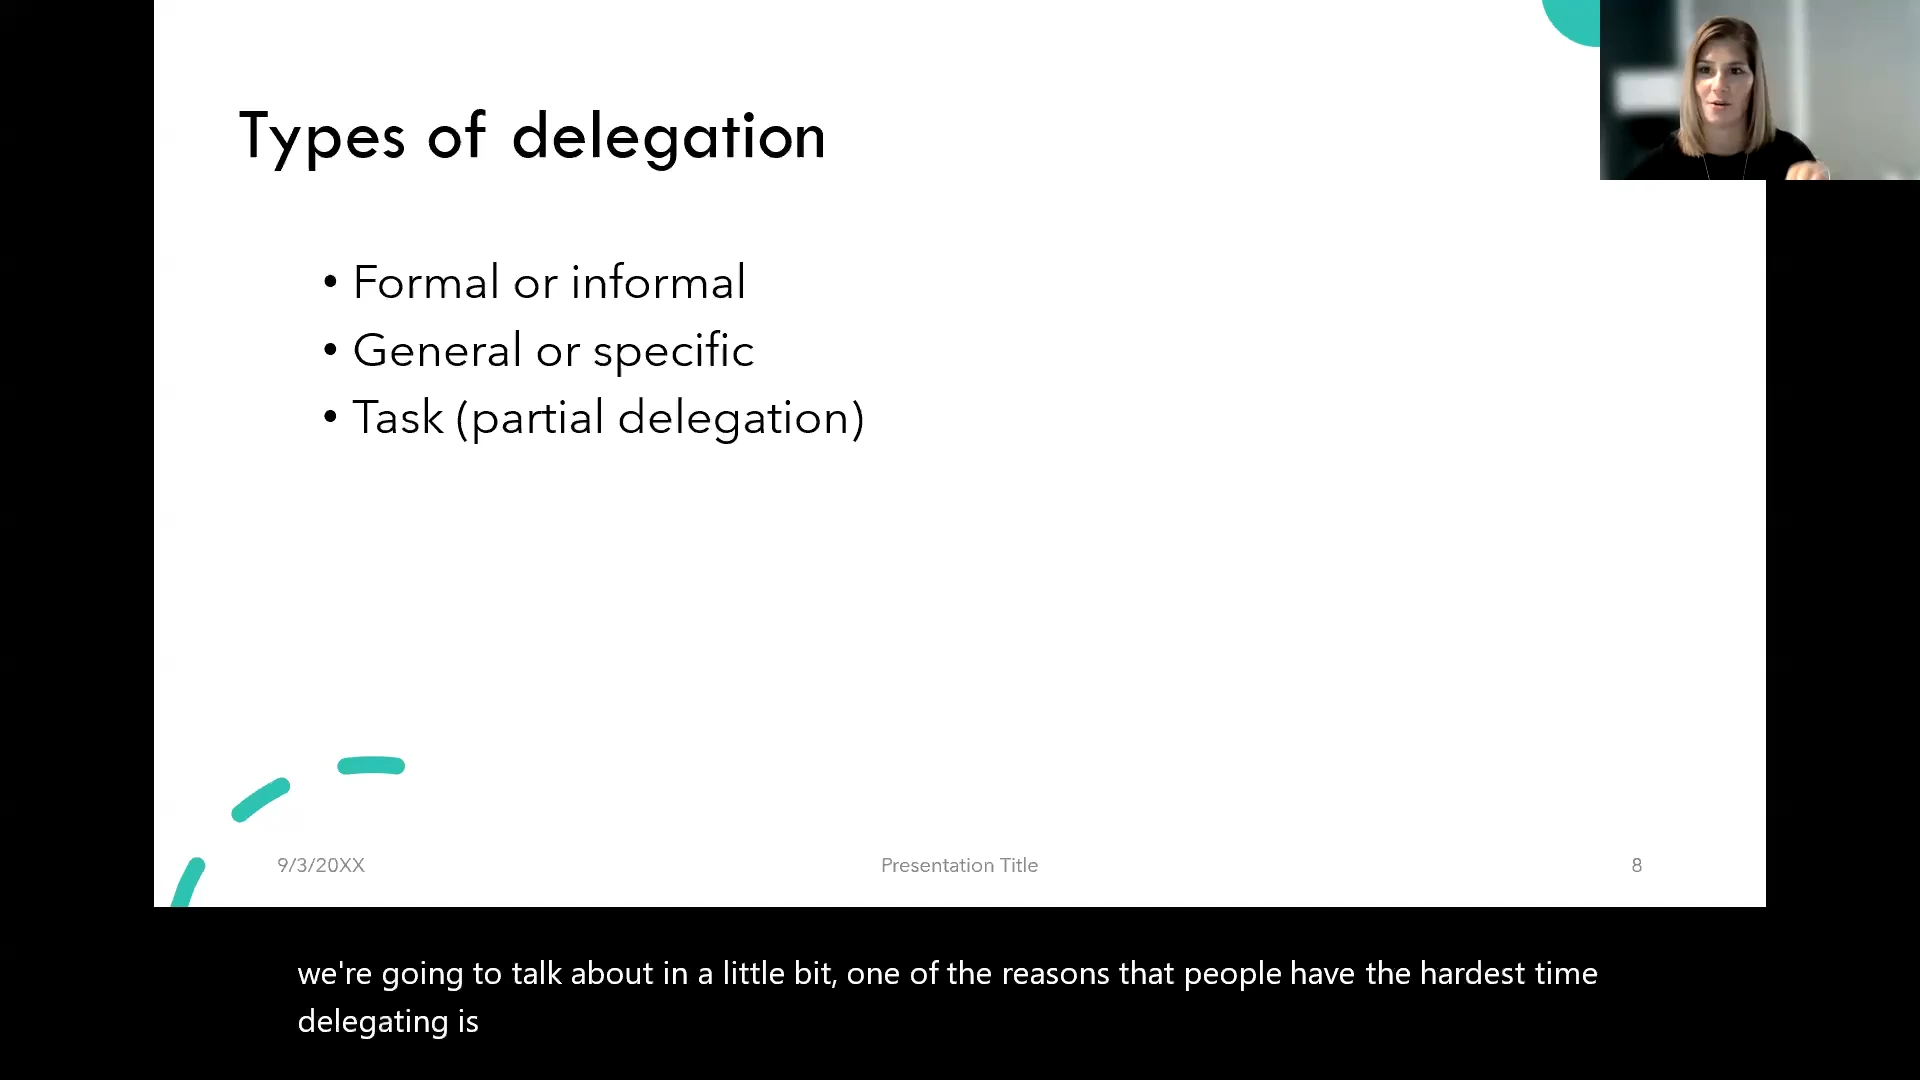 Types of delegation
• Formal or informal
• General or specific
• Task (partial delegation)
9/3/20XX
Presentation Title
8
we're going to talk about in a little bit, one of the reasons that people have the hardest time
delegating is